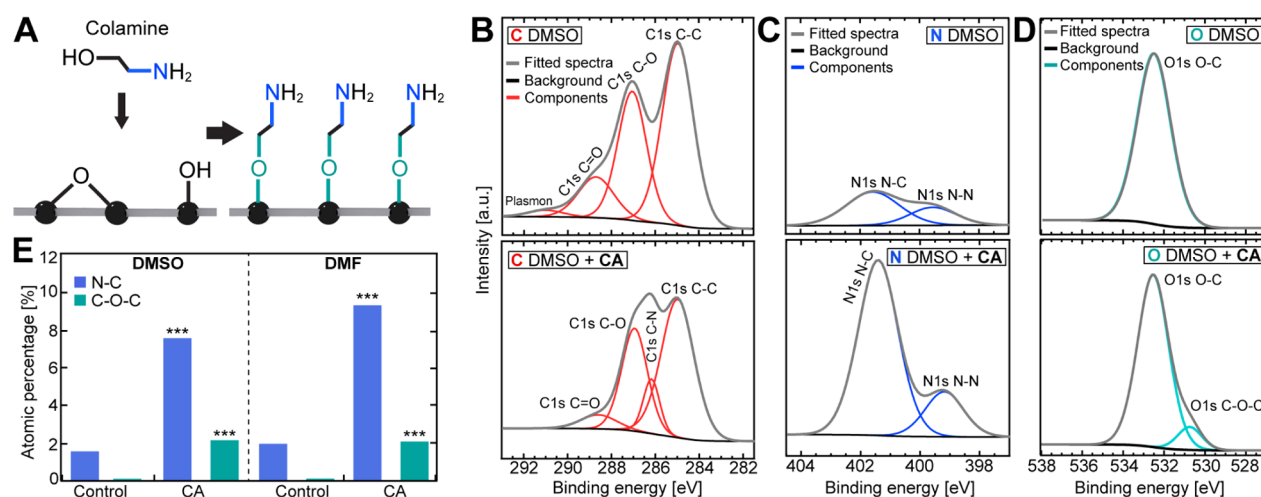 A
Colamine
HO
NH₂
O
OH
NH₂
NH₂
NH₂
O
O
O
B
C DMSO
Fitted spectra
Background
Components
C1s C-C
C1s C-O
C1s C=O
Plasmon
C DMSO + CA
C1s C-C
C1s C-O
C1s C-N
C1s C=O
293 290 288 286 284 282
Binding energy [eV]
Intensity [a.u.]
C
Fitted spectra
Background
Components
N DMSO
N1s N-C
N1s N-N
N DMSO + CA
N1s N-C
N1s N-N
404 402 400 398
Binding energy [eV]
D
Fitted spectra
Background
Components
O DMSO
O1s O-C
O DMSO + CA
O1s O-C
O1s C-O-C
538 536 534 532 530 528
Binding energy [eV]
E
DMSO
DMF
N-C
C-O-C
***
***
***
***
12
10
8
6
4
2
0
Atomic percentage [%]
Control CA Control CA